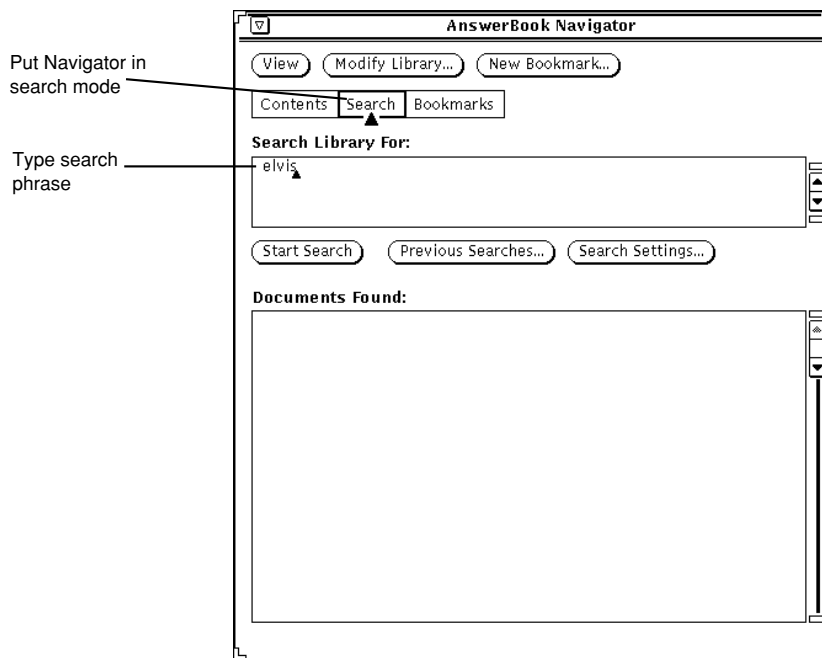 AnswerBook Navigator
View Modify Library... New Bookmark...
Put Navigator in
search mode
Contents Search Bookmarks
Search Library For:
Type search
phrase
elvis
Start Search Previous Searches... Search Settings...
Documents Found: